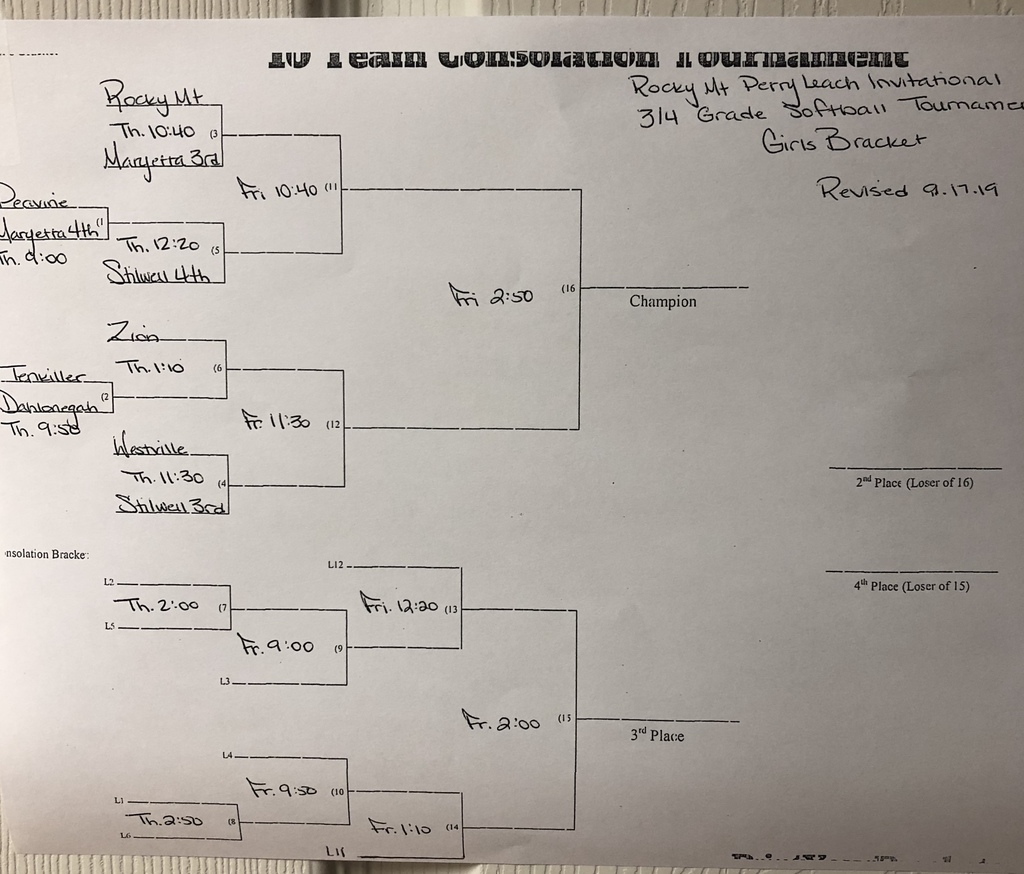 10 Team Consolation Tournament
Rocky Mt Perry Leach Invitational
3/4 Grade Softball Tourname
Girls Bracket
Revised 9.17.19
Rocky Mt
Th. 10:40 (3
Maryetta 3rd
Fri 10:40 (11
Peavine
Maryetta 4th (1
Th. 9:00
Th. 12:20 (5
Stilwell 4th
Fri 2:50 (16
Champion
Zion
Th. 1:10 (6
Tenkiller
Dahlonegah (2
Th. 9:50
Fr. 11:30 (12
Westville
Th. 11:30 (4
Stilwell 3rd
2nd Place (Loser of 16)
nsolation Bracke:
4th Place (Loser of 15)
L12
L2
Th. 2:00 (7
L5
Fri. 12:20 (13
Fr. 9:00 (9
L3
Fr. 2:00 (15
3rd Place
L4
Fr. 9:50 (10
L1
Th. 2:50 (8
L6
Fr. 1:10 (14
L11